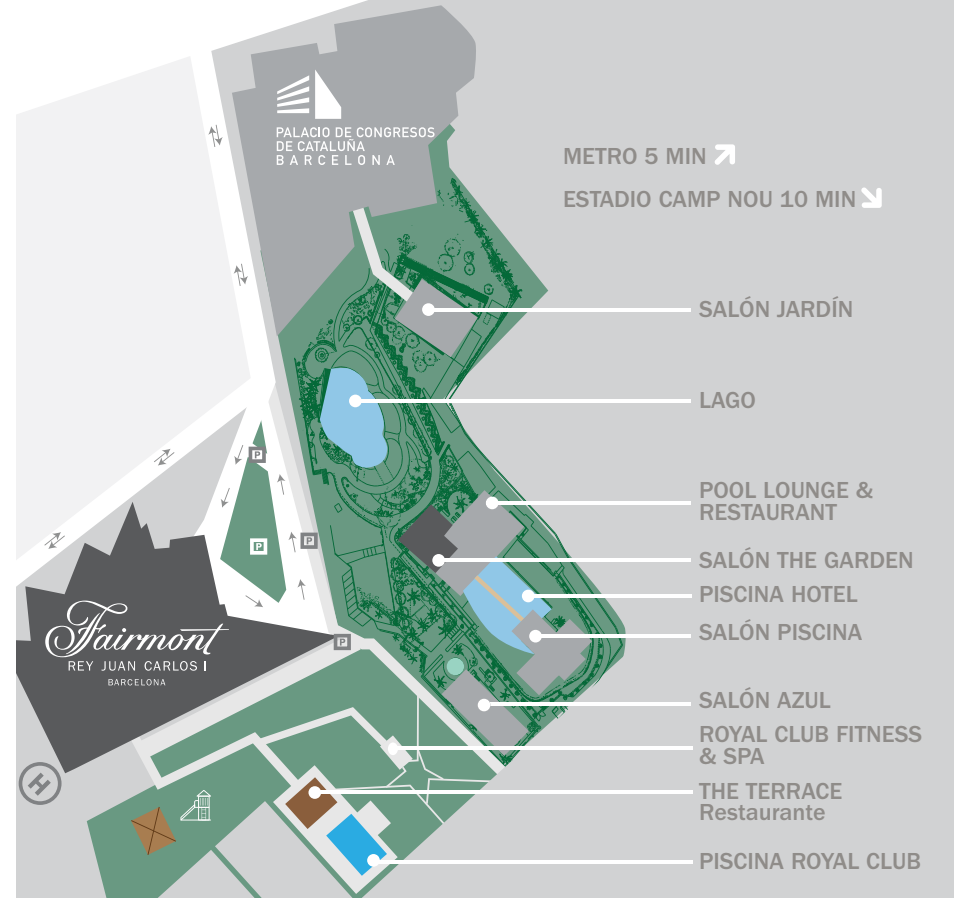 PALACIO DE CONGRESOS
DE CATALUÑA
BARCELONA
METRO 5 MIN
ESTADIO CAMP NOU 10 MIN
SALÓN JARDÍN
LAGO
P
POOL LOUNGE &
RESTAURANT
P
P
SALÓN THE GARDEN
PISCINA HOTEL
SALÓN PISCINA
Fairmont
REY JUAN CARLOS I
BARCELONA
P
SALÓN AZUL
ROYAL CLUB FITNESS
& SPA
H
THE TERRACE
Restaurante
PISCINA ROYAL CLUB